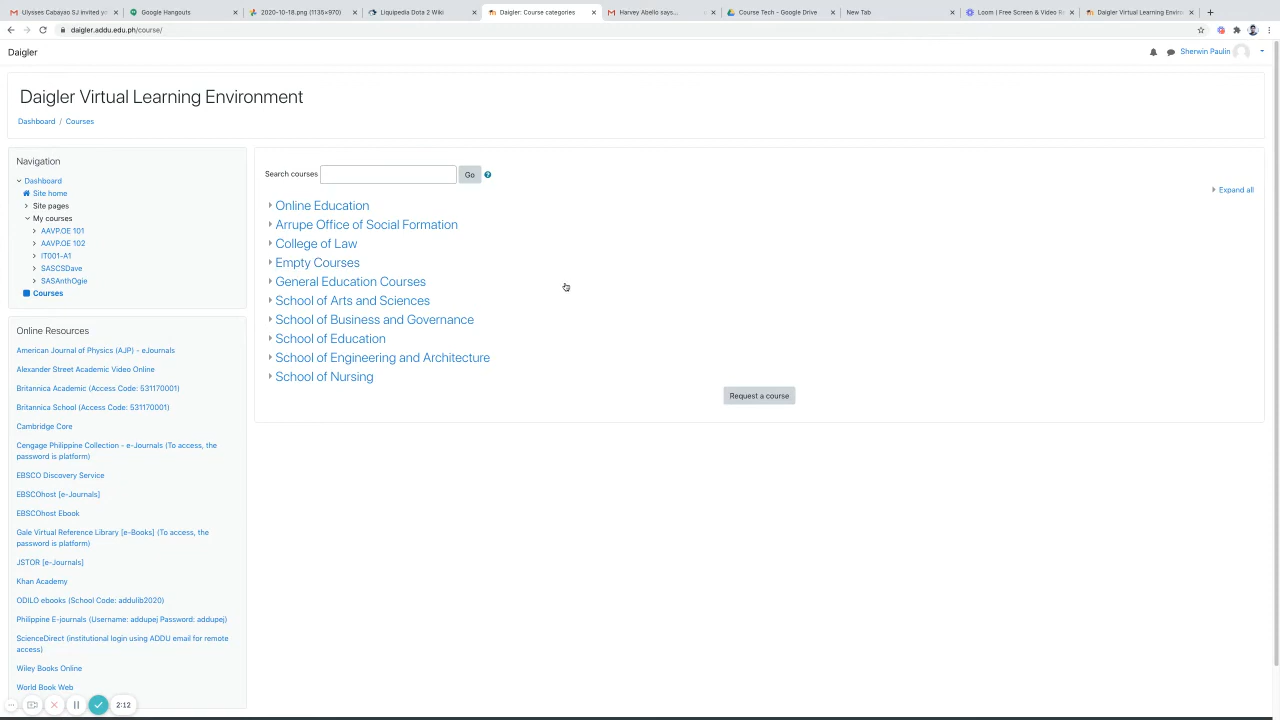 Ulysses Cabayao SJ invited yo
Google Hangouts
2020-10-18.png (1135×970)
Liquipedia Dota 2 Wiki
Daigler: Course categories
Harvey Abello says...
Course Tech - Google Drive
New Tab
Loom | Free Screen & Video Re
Daigler Virtual Learning Enviro
daigler.addu.edu.ph/course/
Daigler
Sherwin Paulin
Daigler Virtual Learning Environment
Dashboard / Courses
Navigation
Dashboard
Site home
Site pages
My courses
AAVP.OE 101
AAVP.OE 102
IT001-A1
SASCSDave
SASAnthOgie
Courses
Online Resources
American Journal of Physics (AJP) - eJournals
Alexander Street Academic Video Online
Britannica Academic (Access Code: 531170001)
Britannica School (Access Code: 531170001)
Cambridge Core
Cengage Philippine Collection - e-Journals (To access, the
password is platform)
EBSCO Discovery Service
EBSCOhost [e-Journals]
EBSCOhost Ebook
Gale Virtual Reference Library [e-Books] (To access, the
password is platform)
JSTOR [e-Journals]
Khan Academy
ODILO ebooks (School Code: addulib2020)
Philippine E-journals (Username: addupej Password: addupej)
ScienceDirect (institutional login using ADDU email for remote
access)
Wiley Books Online
World Book Web
2:12
Search courses
Go
Expand all
Online Education
Arrupe Office of Social Formation
College of Law
Empty Courses
General Education Courses
School of Arts and Sciences
School of Business and Governance
School of Education
School of Engineering and Architecture
School of Nursing
Request a course